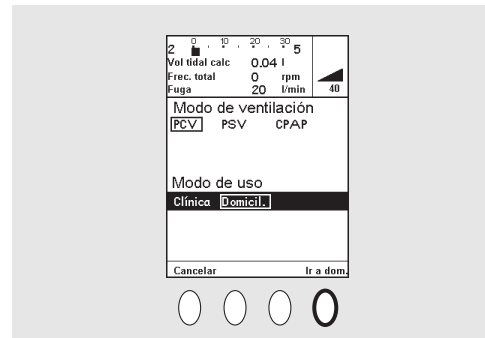 0 10 20 30
2 5
Vol tidal calc 0.04 l
Frec. total 0 rpm
Fuga 20 l/min 40
Modo de ventilación
PCV PSV CPAP
Modo de uso
Clínica Domicil.
Cancelar Ir a dom.